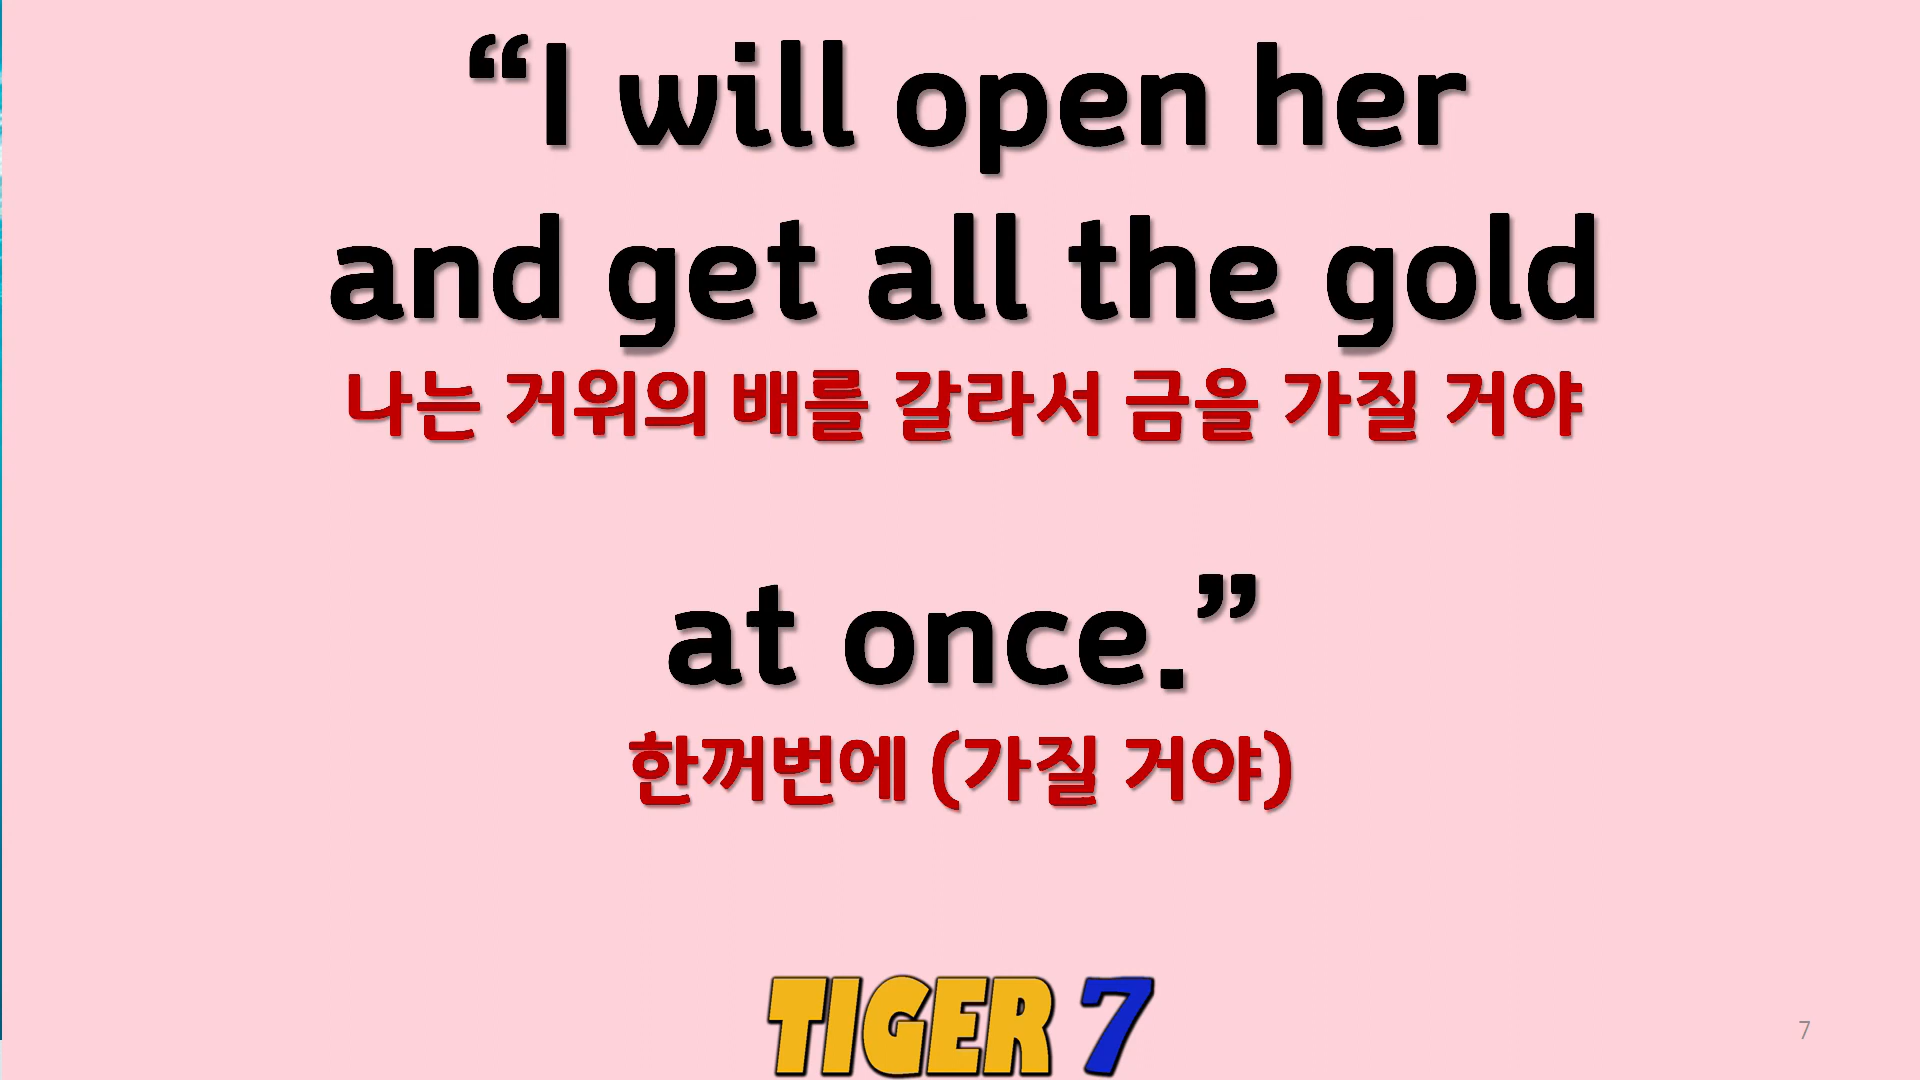 “I will open her
and get all the gold
나는 거위의 배를 갈라서 금을 가질 거야
at once.”
한꺼번에 (가질 거야)
TIGER 7
7